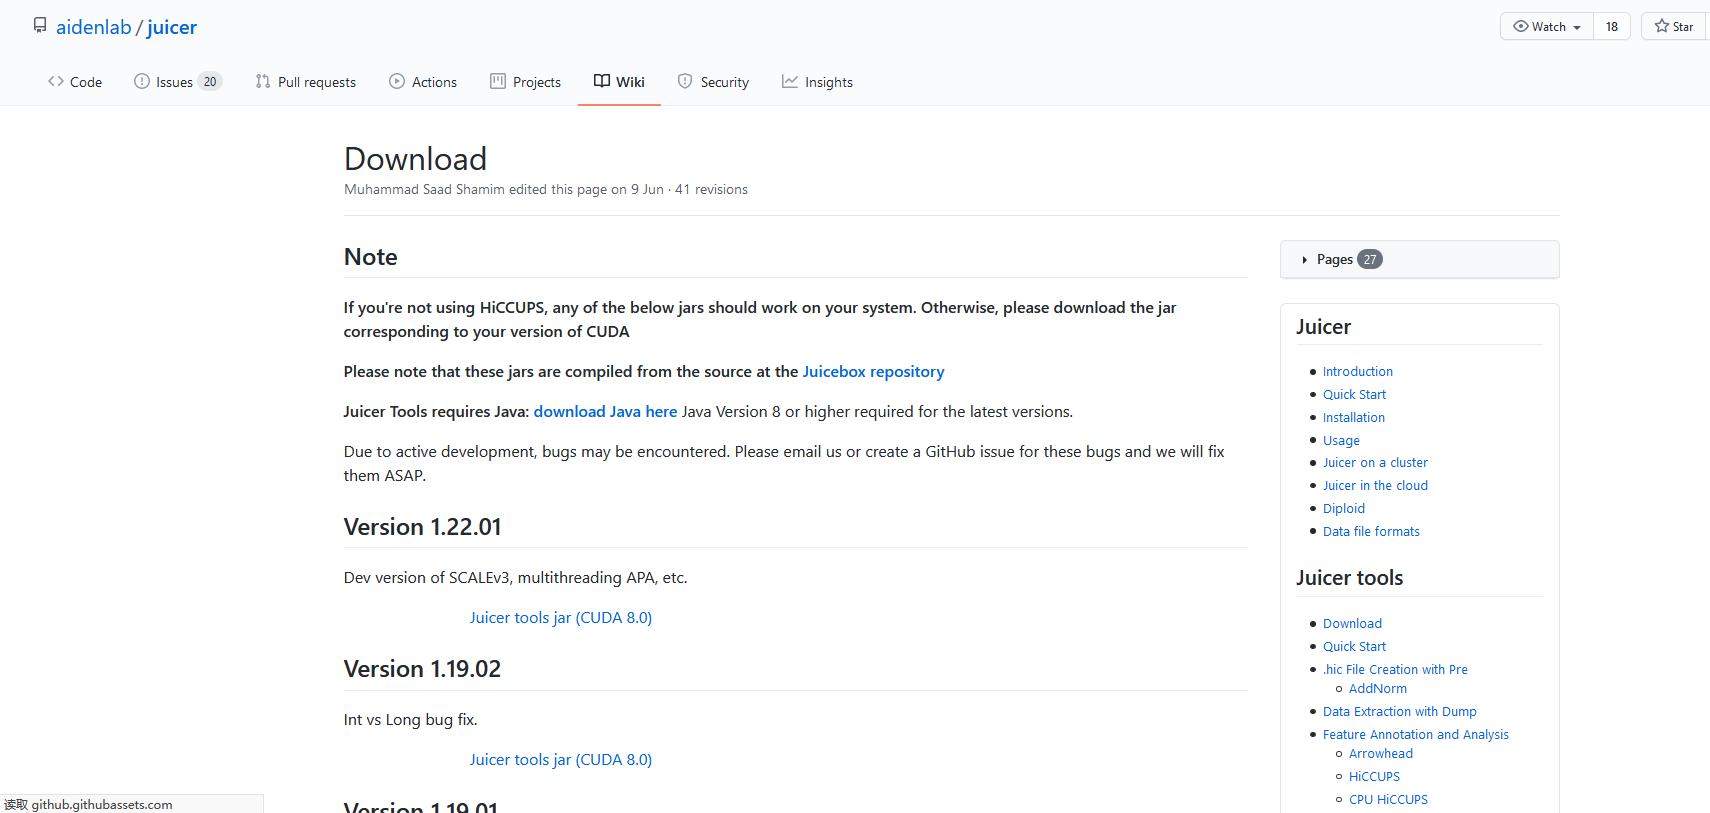 aidenlab / juicer
Watch 18 Star
Code Issues 20 Pull requests Actions Projects Wiki Security Insights
Download
Muhammad Saad Shamim edited this page on 9 Jun · 41 revisions
Note
If you're not using HiCCUPS, any of the below jars should work on your system. Otherwise, please download the jar
corresponding to your version of CUDA
Please note that these jars are compiled from the source at the Juicebox repository
Juicer Tools requires Java: download Java here Java Version 8 or higher required for the latest versions.
Due to active development, bugs may be encountered. Please email us or create a GitHub issue for these bugs and we will fix
them ASAP.
Version 1.22.01
Dev version of SCALEv3, multithreading APA, etc.
Juicer tools jar (CUDA 8.0)
Version 1.19.02
Int vs Long bug fix.
Juicer tools jar (CUDA 8.0)
Version 1.19.01
Pages 27
Juicer
Introduction
Quick Start
Installation
Usage
Juicer on a cluster
Juicer in the cloud
Diploid
Data file formats
Juicer tools
Download
Quick Start
.hic File Creation with Pre
AddNorm
Data Extraction with Dump
Feature Annotation and Analysis
Arrowhead
HiCCUPS
CPU HiCCUPS
读取 github.githubassets.com